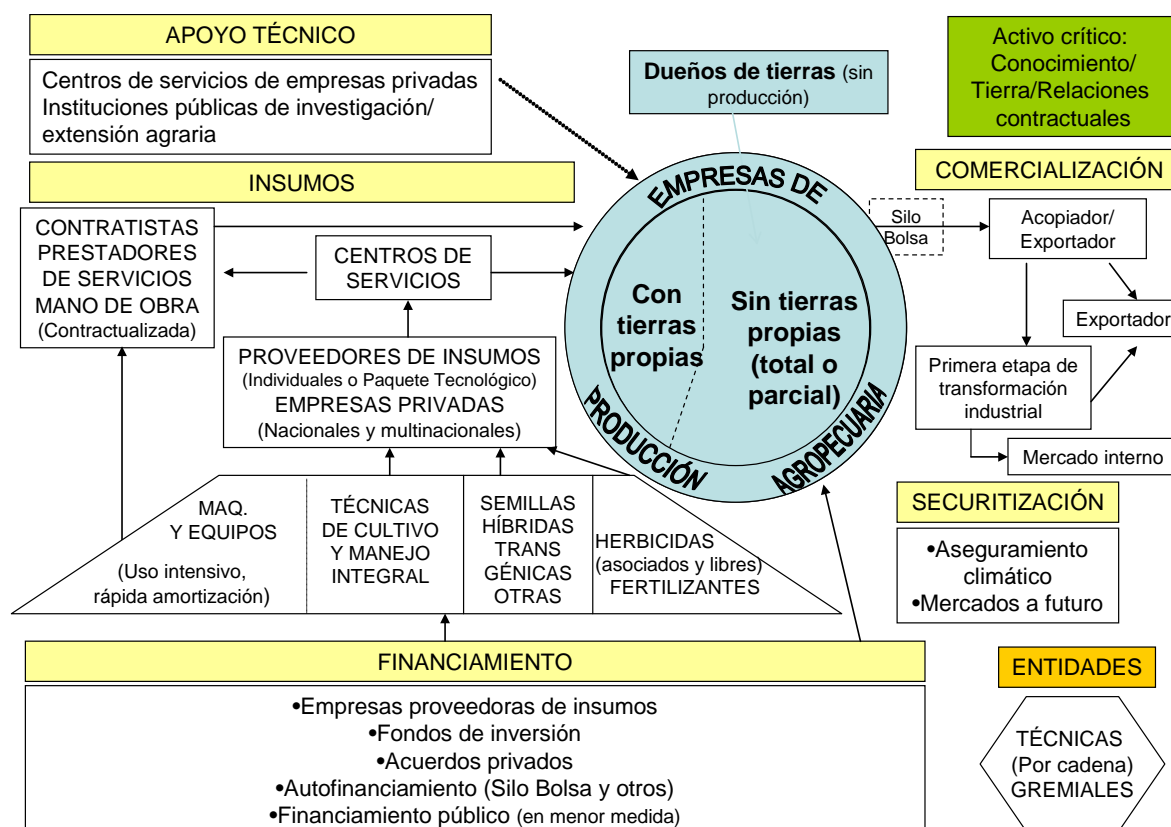 APOYO TÉCNICO
Centros de servicios de empresas privadas
Instituciones públicas de investigación/
extensión agraria
Dueños de tierras (sin
producción)
Activo crítico:
Conocimiento/
Tierra/Relaciones
contractuales
INSUMOS
CONTRATISTAS
PRESTADORES
DE SERVICIOS
MANO DE OBRA
(Contractualizada)
CENTROS DE
SERVICIOS
PROVEEDORES DE INSUMOS
(Individuales o Paquete Tecnológico)
EMPRESAS PRIVADAS
(Nacionales y multinacionales)
EMPRESAS DE
PRODUCCIÓN
AGROPECUARIA
Con
tierras
propias
Sin tierras
propias
(total o
parcial)
COMERCIALIZACIÓN
Silo
Bolsa
Acopiador/
Exportador
Exportador
Primera etapa de
transformación
industrial
Mercado interno
MAQ.
Y EQUIPOS
(Uso intensivo,
rápida amortización)
TÉCNICAS
DE CULTIVO
Y MANEJO
INTEGRAL
SEMILLAS
HÍBRIDAS
TRANS
GÉNICAS
OTRAS
HERBICIDAS
(asociados y libres)
FERTILIZANTES
SECURITIZACIÓN
•Aseguramiento
climático
•Mercados a futuro
FINANCIAMIENTO
•Empresas proveedoras de insumos
•Fondos de inversión
•Acuerdos privados
•Autofinanciamiento (Silo Bolsa y otros)
•Financiamiento público (en menor medida)
ENTIDADES
TÉCNICAS
(Por cadena)
GREMIALES